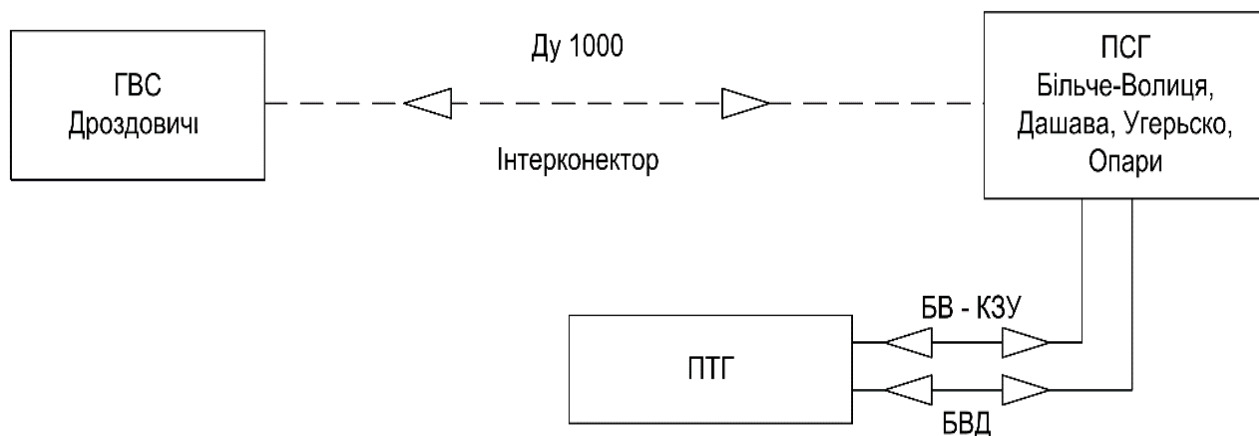 ГВС
Дроздовичі
Ду 1000
Інтерконектор
ПСГ
Більче-Волиця,
Дашава, Угерьско,
Опари
БВ - КЗУ
ПТГ
БВД